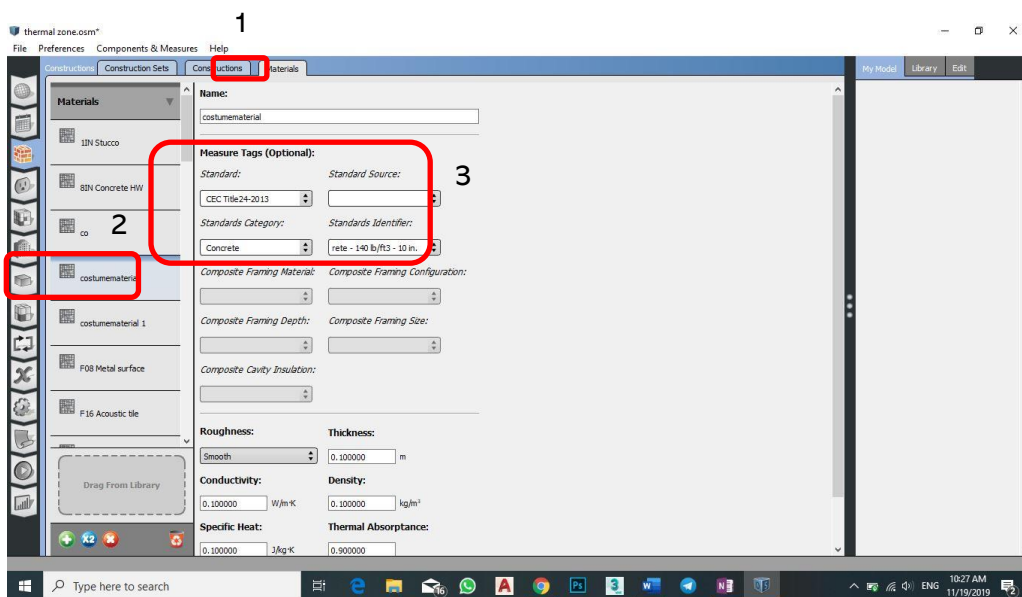 1
thermal zone.osm*
File Preferences Components & Measures Help
Constructions Construction Sets Constructions Materials
My Model Library Edit
Materials
1IN Stucco
8IN Concrete HW
co
2
costumematerial
costumematerial 1
F08 Metal surface
F16 Acoustic tile
Drag From Library
x2
Name:
costumematerial
Measure Tags (Optional):
3
Standard: Standard Source:
CEC Title24-2013
Standards Category: Standards Identifier:
Concrete rete - 140 lb/ft3 - 10 in.
Composite Framing Material: Composite Framing Configuration:
Composite Framing Depth: Composite Framing Size:
Composite Cavity Insulation:
Roughness: Thickness:
Smooth 0.100000 m
Conductivity: Density:
0.100000 W/m·K 0.100000 kg/m³
Specific Heat: Thermal Absorptance:
0.100000 J/kg·K 0.900000
Type here to search
16
Ps
3
W
N
ENG
10:27 AM
11/19/2019
2